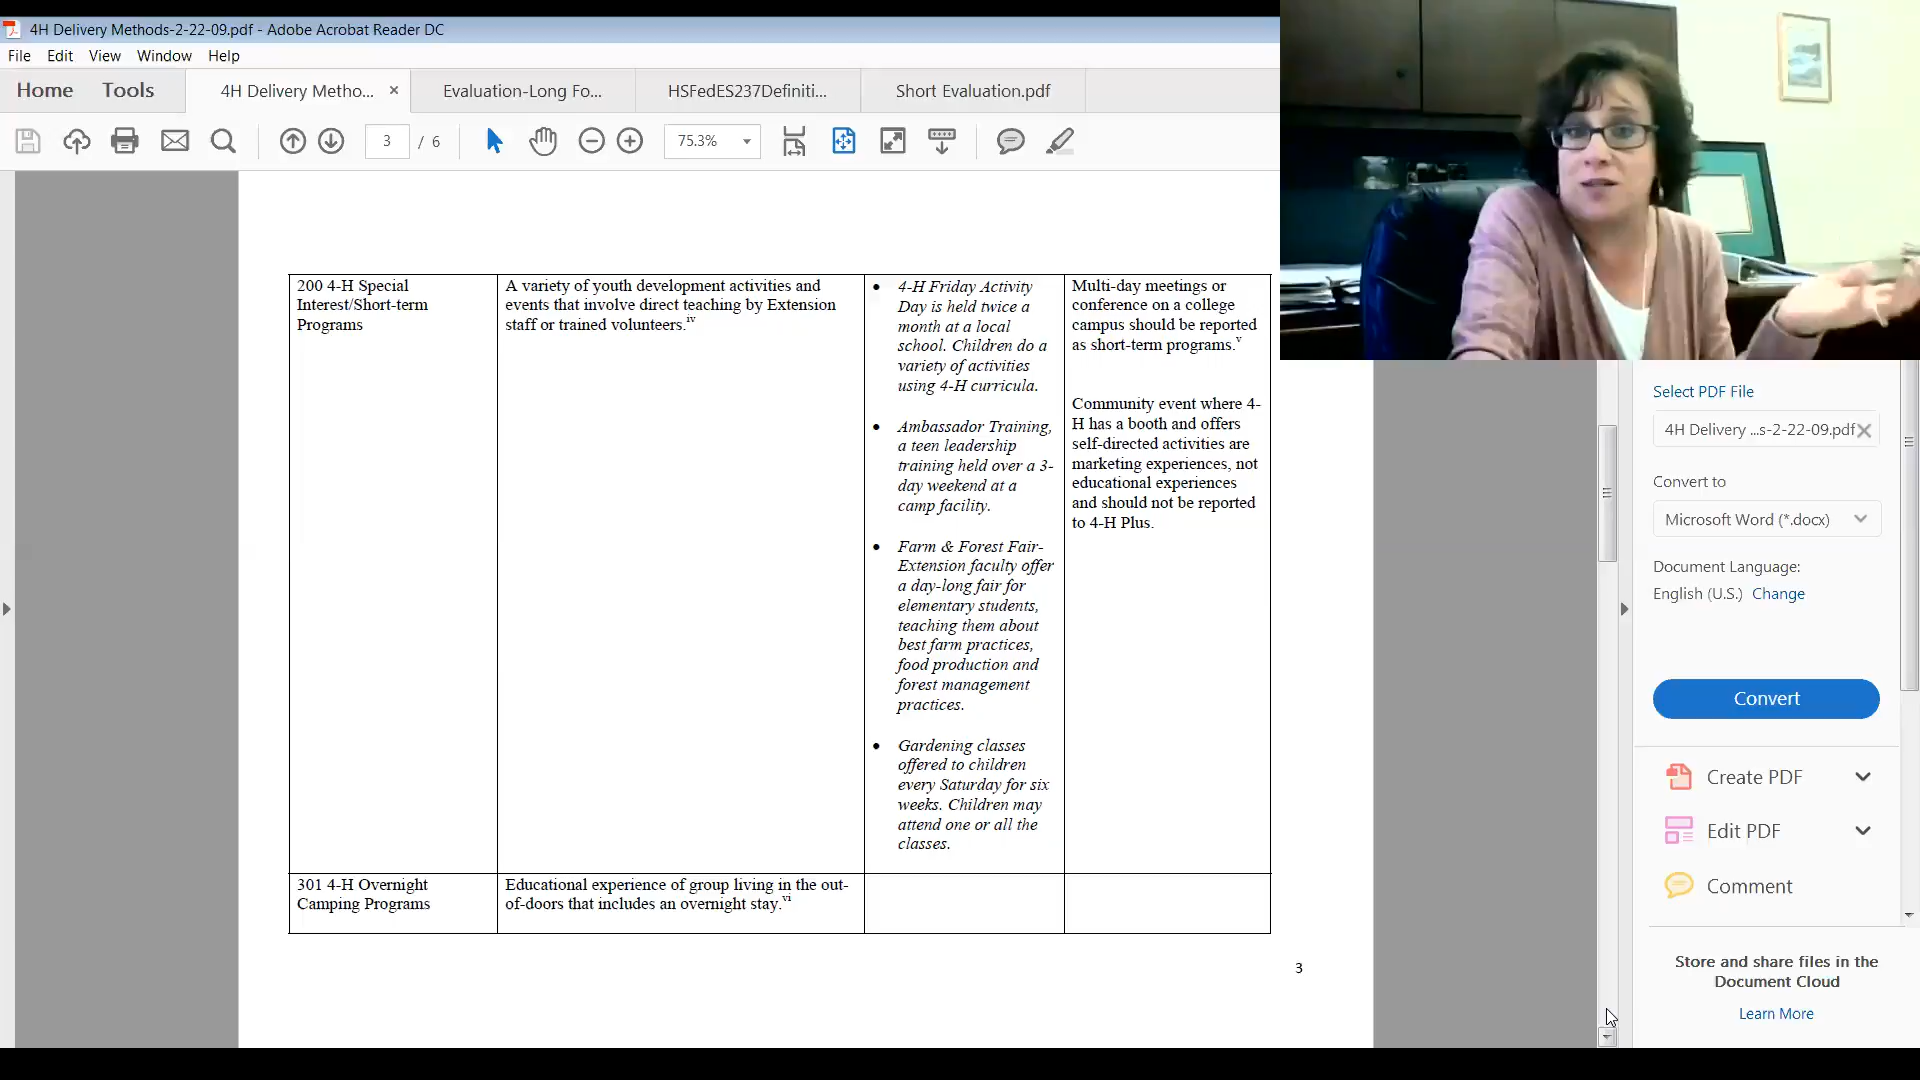 4H Delivery Methods-2-22-09.pdf - Adobe Acrobat Reader DC
File Edit View Window Help
Home Tools 4H Delivery Metho... × Evaluation-Long Fo... HSFedES237Definiti... Short Evaluation.pdf
3 / 6 75.3%
200 4-H Special
Interest/Short-term
Programs
A variety of youth development activities and
events that involve direct teaching by Extension
staff or trained volunteers.iv
• 4-H Friday Activity
Day is held twice a
month at a local
school. Children do a
variety of activities
using 4-H curricula.
• Ambassador Training,
a teen leadership
training held over a 3-
day weekend at a
camp facility.
• Farm & Forest Fair-
Extension faculty offer
a day-long fair for
elementary students,
teaching them about
best farm practices,
food production and
forest management
practices.
• Gardening classes
offered to children
every Saturday for six
weeks. Children may
attend one or all the
classes.
Multi-day meetings or
conference on a college
campus should be reported
as short-term programs.v
Community event where 4-
H has a booth and offers
self-directed activities are
marketing experiences, not
educational experiences
and should not be reported
to 4-H Plus.
301 4-H Overnight
Camping Programs
Educational experience of group living in the out-
of-doors that includes an overnight stay.vi
3
Select PDF File
4H Delivery ...s-2-22-09.pdf
Convert to
Microsoft Word (*.docx)
Document Language:
English (U.S.) Change
Convert
Create PDF
Edit PDF
Comment
Store and share files in the
Document Cloud
Learn More